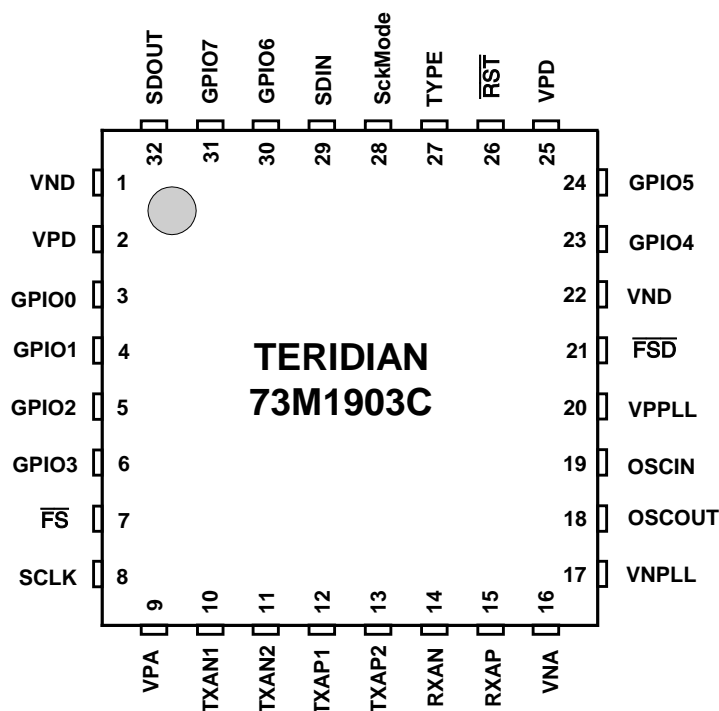 SDOUT
GPIO7
GPIO6
SDIN
SckMode
TYPE
RST
VPD
32
31
30
29
28
27
26
25
VND 1
VPD 2
GPIO0 3
GPIO1 4
GPIO2 5
GPIO3 6
FS 7
SCLK 8
TERIDIAN
73M1903C
24 GPIO5
23 GPIO4
22 VND
21 FSD
20 VPPLL
19 OSCIN
18 OSCOUT
17 VNPLL
9
10
11
12
13
14
15
16
VPA
TXAN1
TXAN2
TXAP1
TXAP2
RXAN
RXAP
VNA